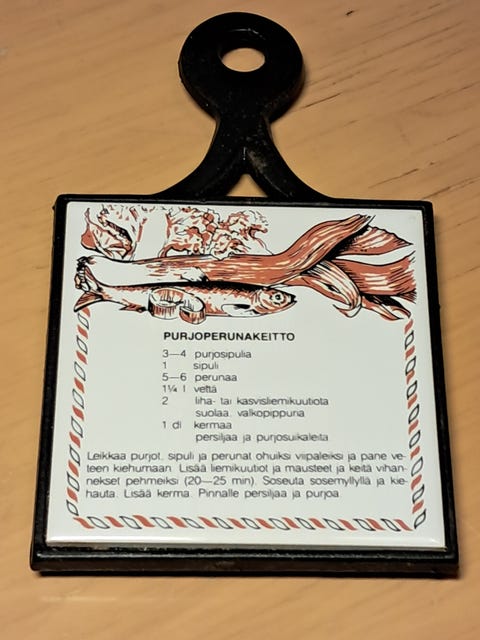 PURJOPERUNAKEITTO
3—4 purjosipulia
1 sipuli
5—6 perunaa
1¼ l vettä
2 liha- tai kasvisliemikuutiota
suolaa, valkopippuria
1 dl kermaa
persiljaa ja purjosuikaleita
Leikkaa purjot, sipuli ja perunat ohuiksi viipaleiksi ja pane ve-
teen kiehumaan. Lisää liemikuutiot ja mausteet ja keitä vihan-
nekset pehmeiksi (20—25 min). Soseuta sosemyllyllä ja kie-
hauta. Lisää kerma. Pinnalle persiljaa ja purjoa.